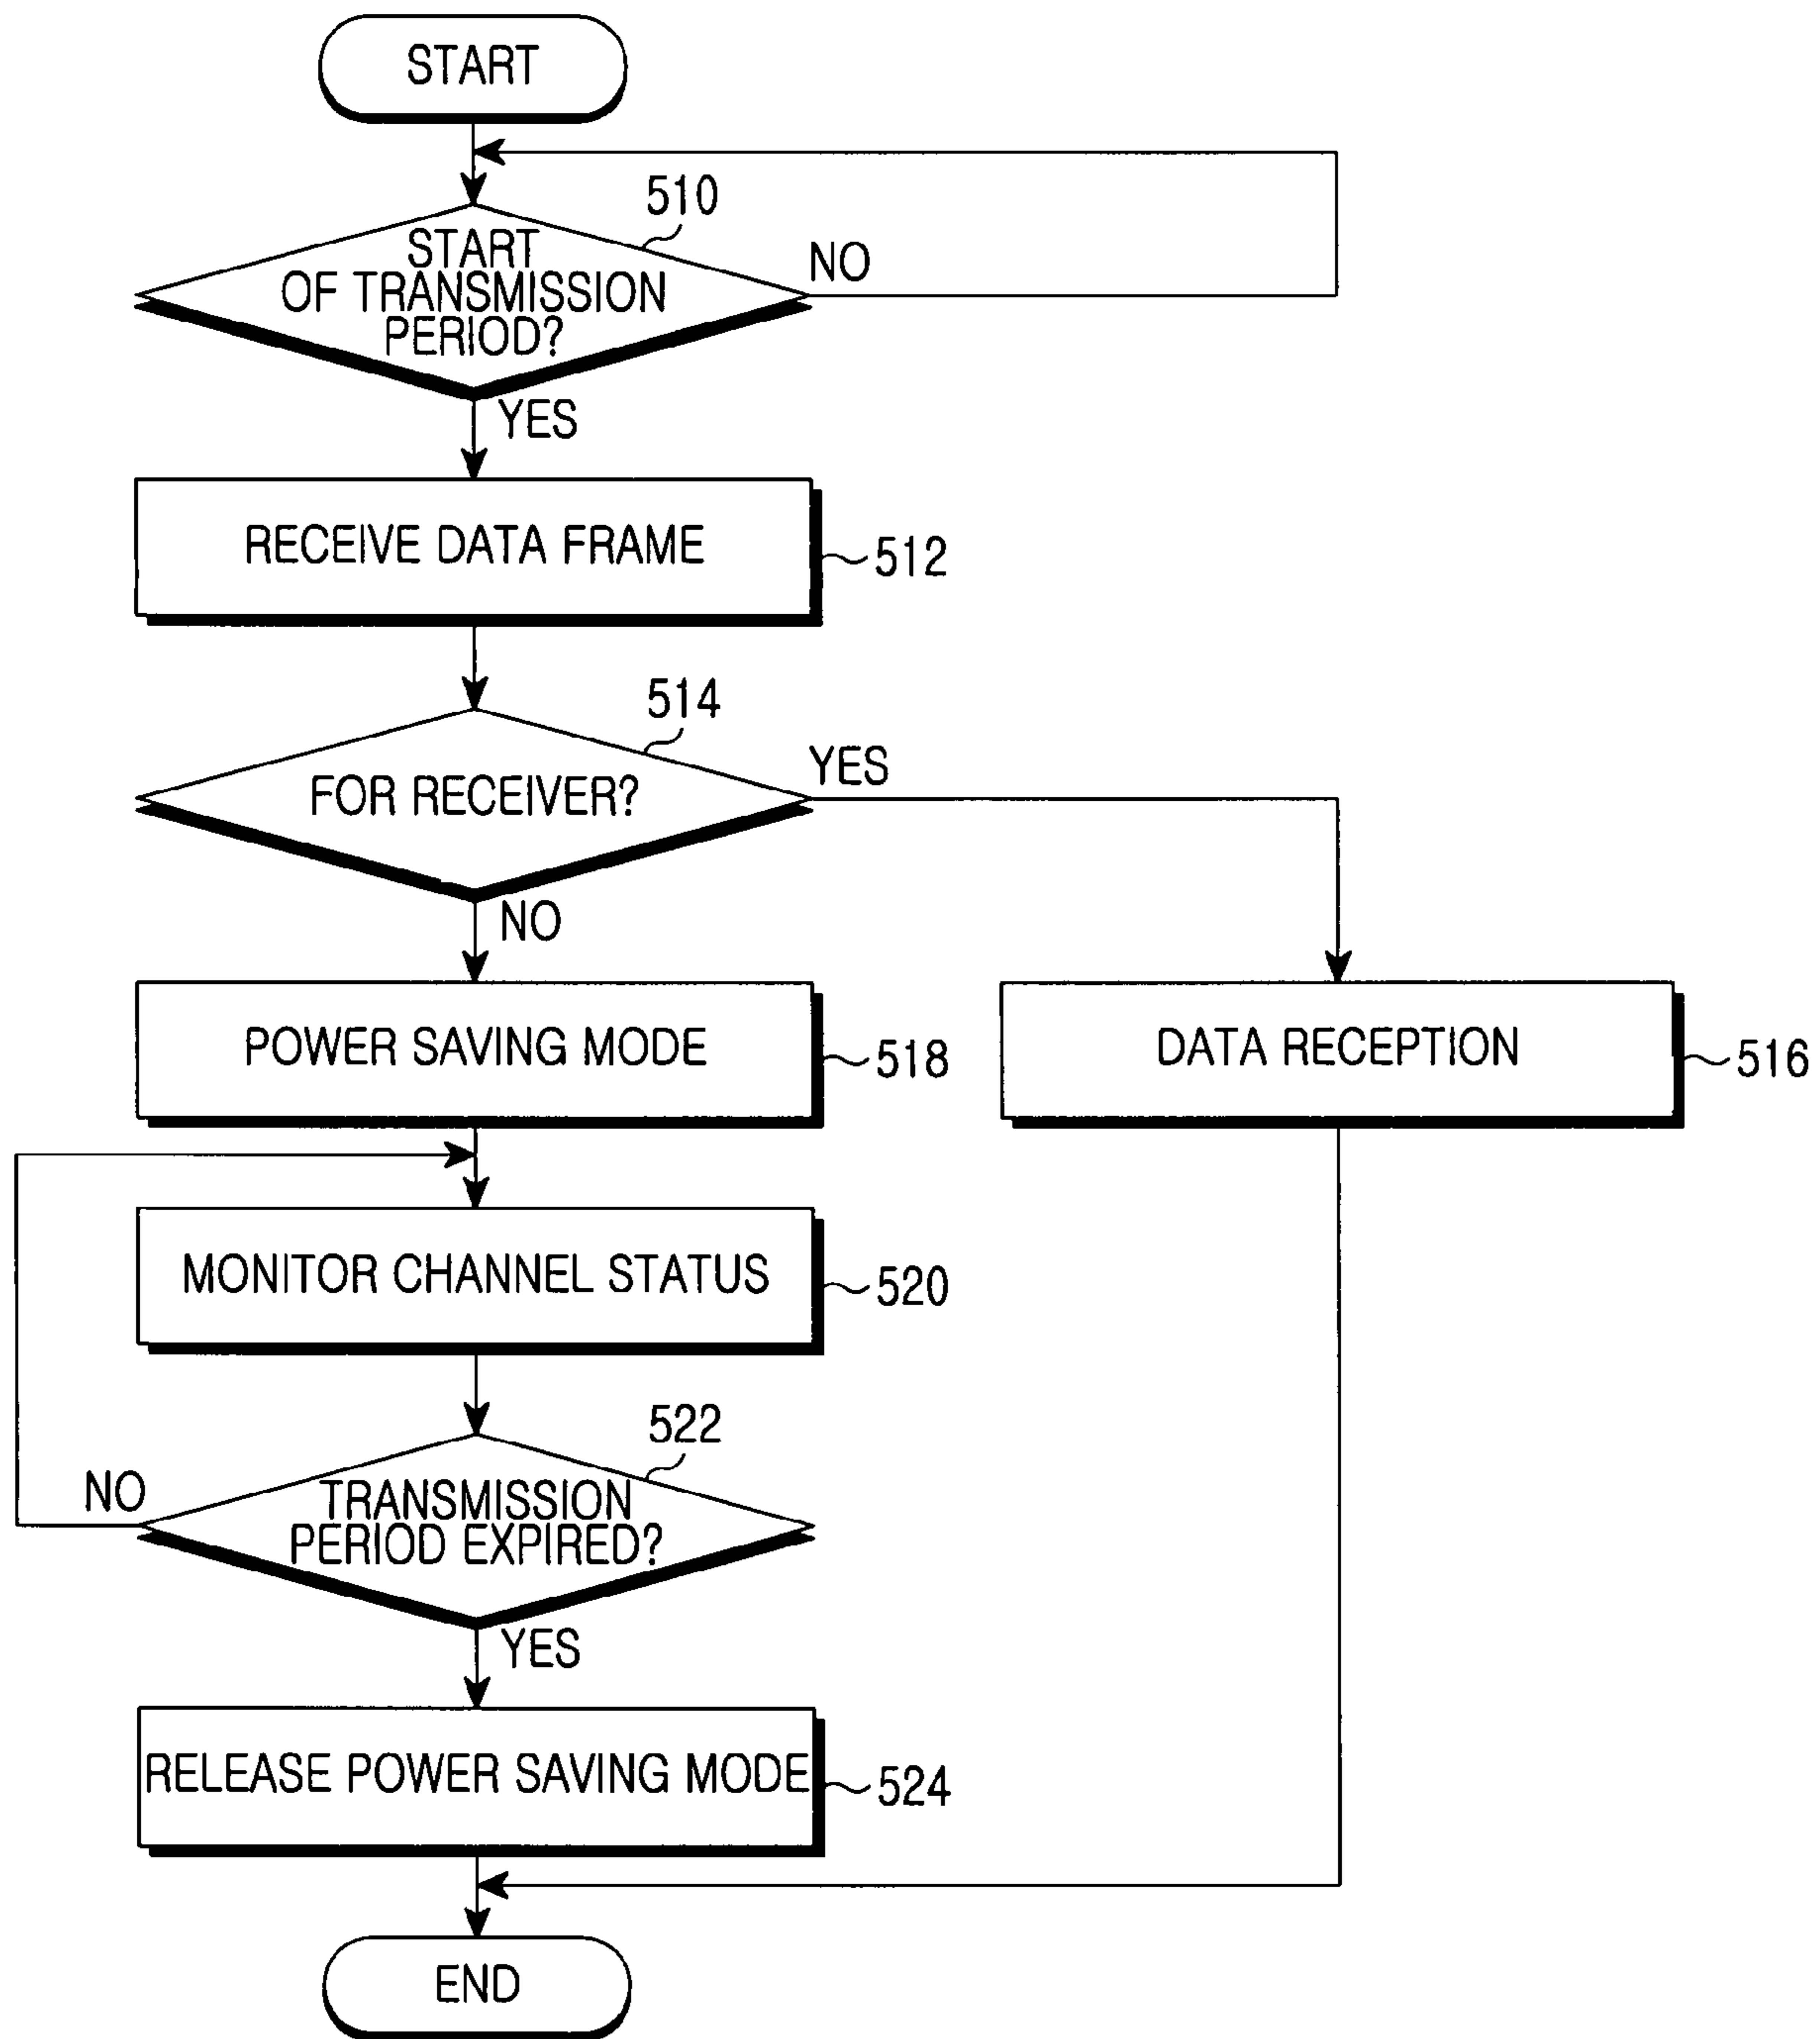 START
510
START
OF TRANSMISSION
PERIOD?
NO
YES
RECEIVE DATA FRAME
512
514
FOR RECEIVER?
YES
NO
POWER SAVING MODE
518
DATA RECEPTION
516
MONITOR CHANNEL STATUS
520
522
TRANSMISSION
PERIOD EXPIRED?
NO
YES
RELEASE POWER SAVING MODE
524
END